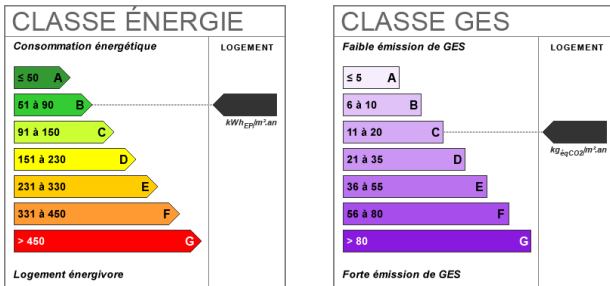 CLASSE ÉNERGIE
Consommation énergétique
LOGEMENT
≤ 50 A
51 à 90 B
kWhEP/m².an
91 à 150 C
151 à 230 D
231 à 330 E
331 à 450 F
> 450 G
Logement énergivore
CLASSE GES
Faible émission de GES
LOGEMENT
≤ 5 A
6 à 10 B
11 à 20 C
kgéqCO2/m².an
21 à 35 D
36 à 55 E
56 à 80 F
> 80 G
Forte émission de GES